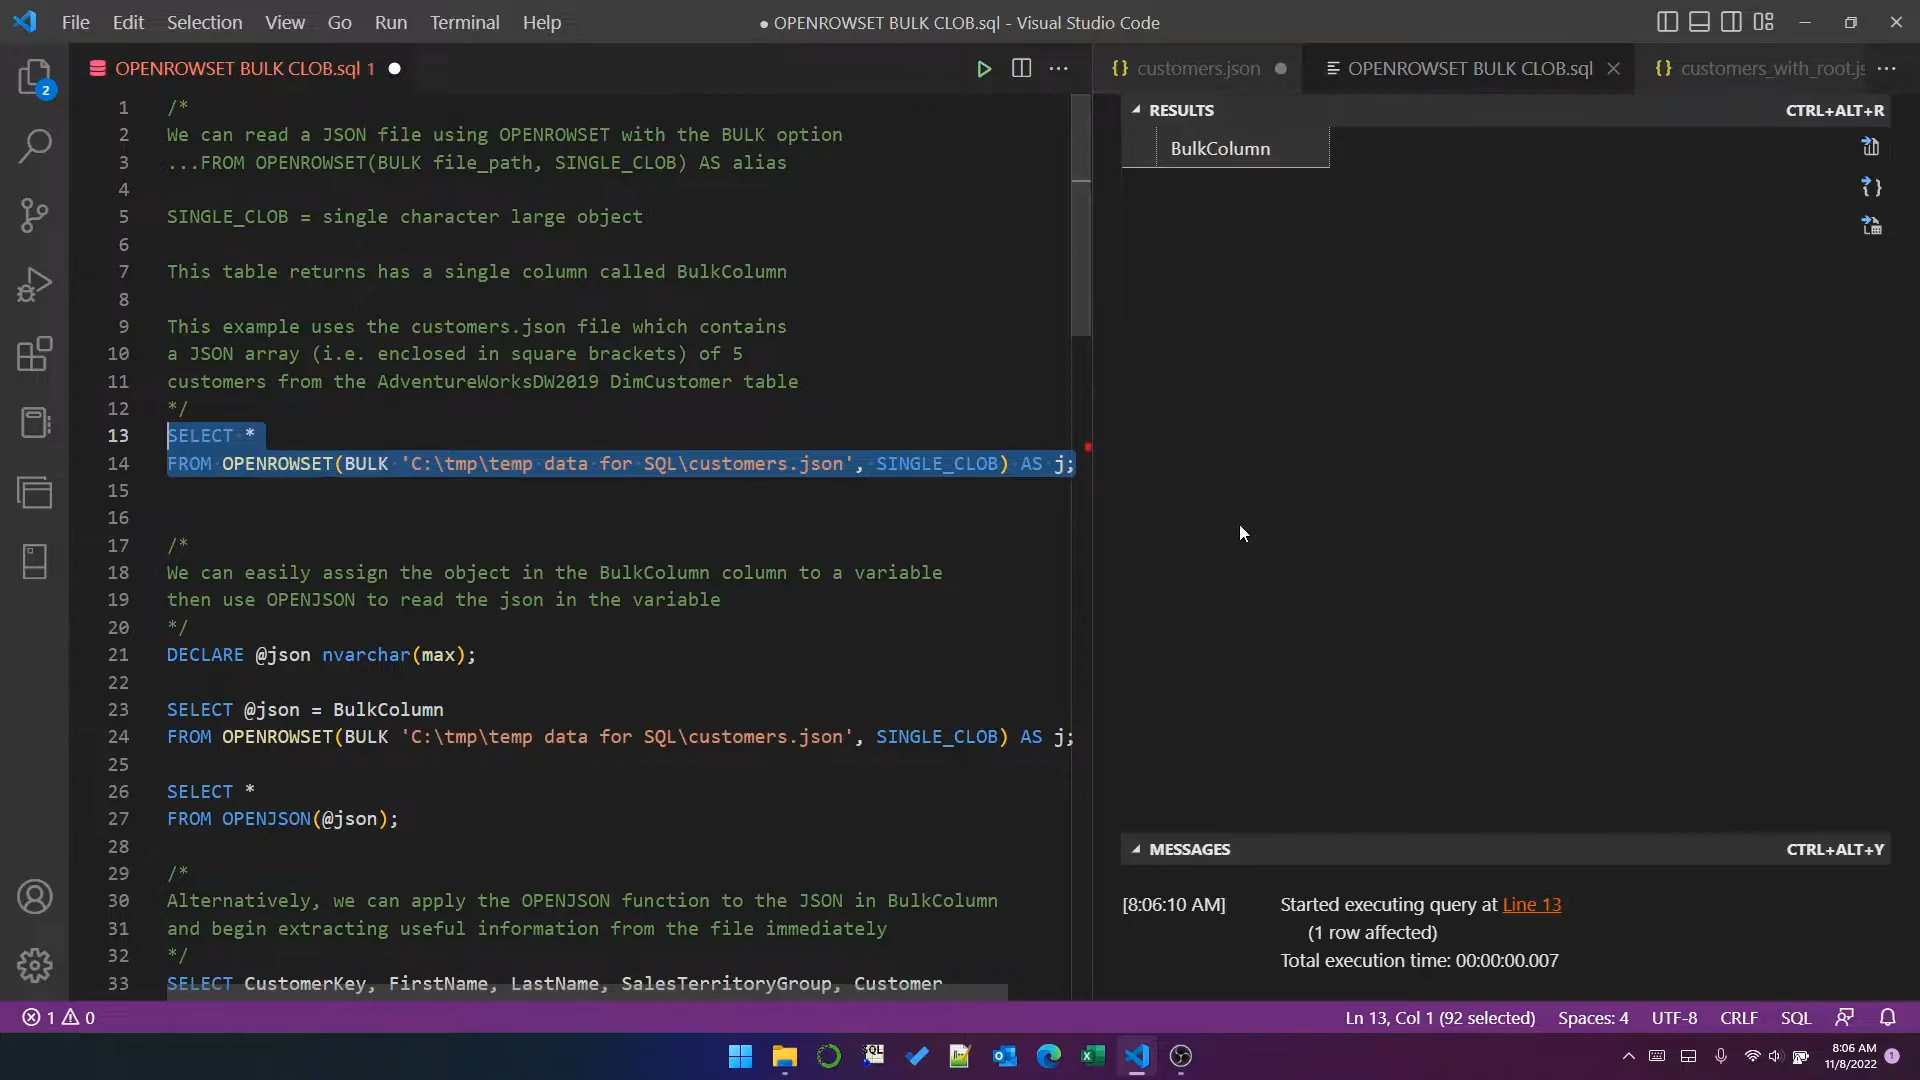 File Edit Selection View Go Run Terminal Help
● OPENROWSET BULK CLOB.sql - Visual Studio Code
OPENROWSET BULK CLOB.sql 1
customers.json
OPENROWSET BULK CLOB.sql
customers_with_root.js
2
1 /*
2 We can read a JSON file using OPENROWSET with the BULK option
3 ...FROM OPENROWSET(BULK file_path, SINGLE_CLOB) AS alias
4
5 SINGLE_CLOB = single character large object
6
7 This table returns has a single column called BulkColumn
8
9 This example uses the customers.json file which contains
10 a JSON array (i.e. enclosed in square brackets) of 5
11 customers from the AdventureWorksDW2019 DimCustomer table
12 */
13 SELECT *
14 FROM OPENROWSET(BULK 'C:\tmp\temp data for SQL\customers.json', SINGLE_CLOB) AS j;
15
16
17 /*
18 We can easily assign the object in the BulkColumn column to a variable
19 then use OPENJSON to read the json in the variable
20 */
21 DECLARE @json nvarchar(max);
22
23 SELECT @json = BulkColumn
24 FROM OPENROWSET(BULK 'C:\tmp\temp data for SQL\customers.json', SINGLE_CLOB) AS j;
25
26 SELECT *
27 FROM OPENJSON(@json);
28
29 /*
30 Alternatively, we can apply the OPENJSON function to the JSON in BulkColumn
31 and begin extracting useful information from the file immediately
32 */
33 SELECT CustomerKey, FirstName, LastName, SalesTerritoryGroup, Customer
RESULTS CTRL+ALT+R
BulkColumn
MESSAGES CTRL+ALT+Y
[8:06:10 AM] Started executing query at Line 13
(1 row affected)
Total execution time: 00:00:00.007
1 0
Ln 13, Col 1 (92 selected) Spaces: 4 UTF-8 CRLF SQL
SQL
8:06 AM
11/8/2022
1